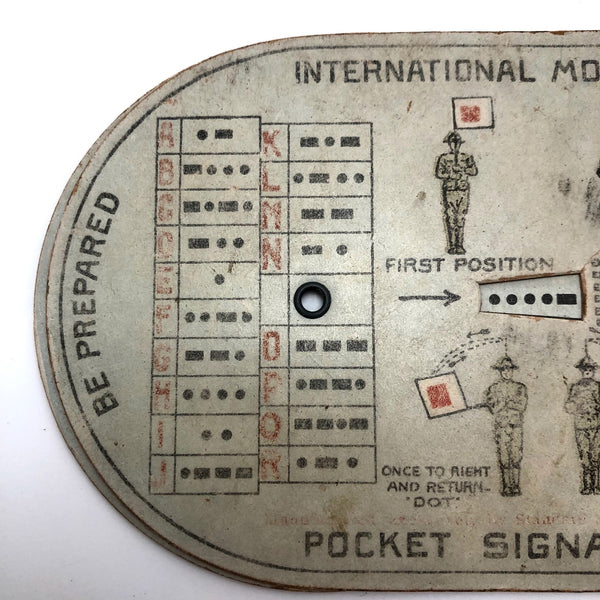 INTERNATIONAL MO
BE PREPARED
A
B
C
D
E
F
G
H
I
J
K
L
M
N
O
P
Q
R
FIRST POSITION
ONCE TO RIGHT
AND RETURN-
"DOT"
POCKET SIGNA